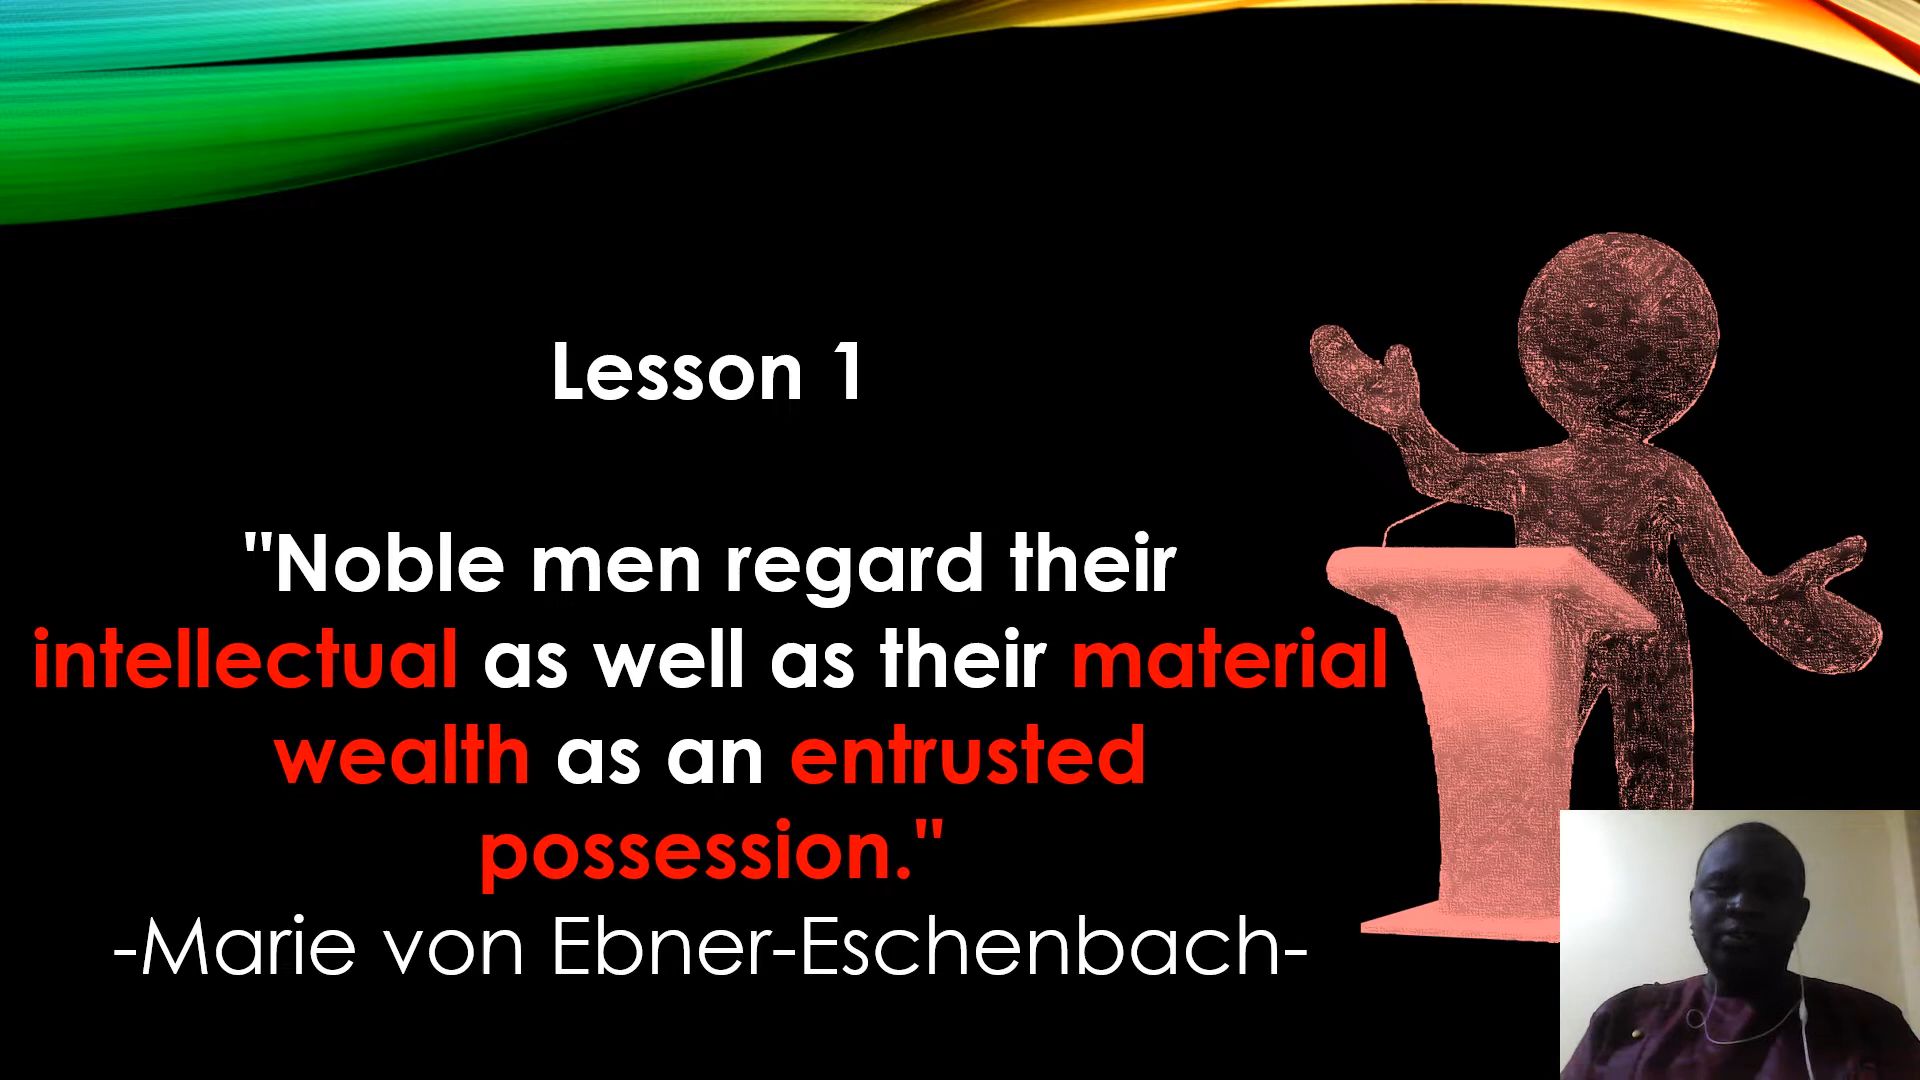 Lesson 1
"Noble men regard their
intellectual as well as their material
wealth as an entrusted
possession."
-Marie von Ebner-Eschenbach-